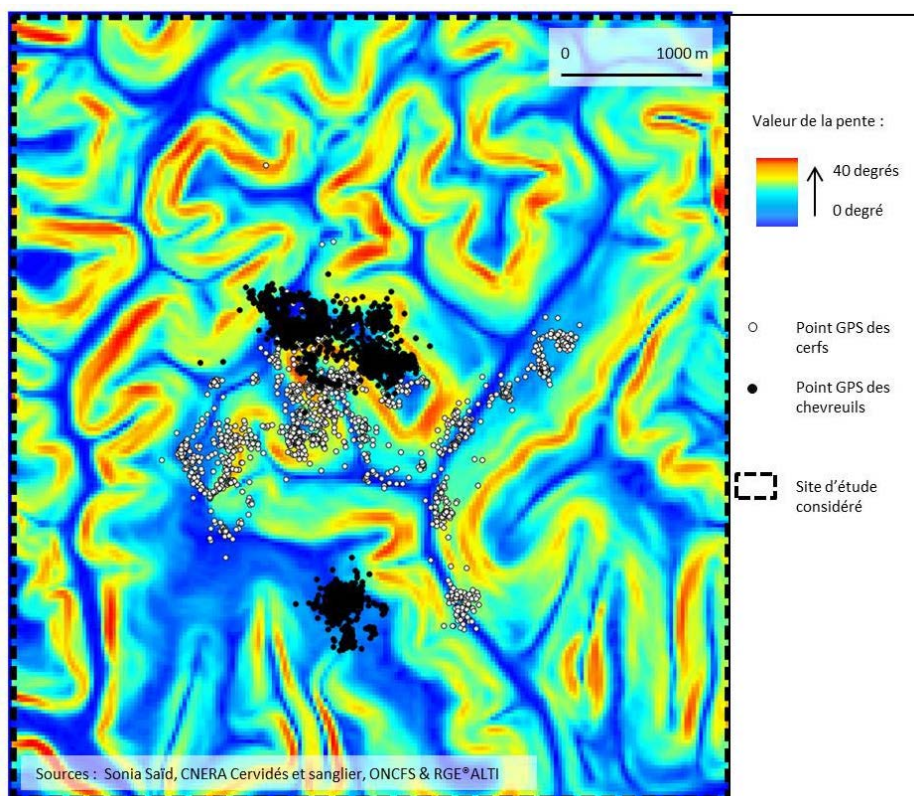 0 1000 m
Valeur de la pente :
40 degrés
0 degré
Point GPS des
cerfs
Point GPS des
chevreuils
Site d'étude
considéré
Sources : Sonia Saïd, CNERA Cervidés et sanglier, ONCFS & RGE®ALTI